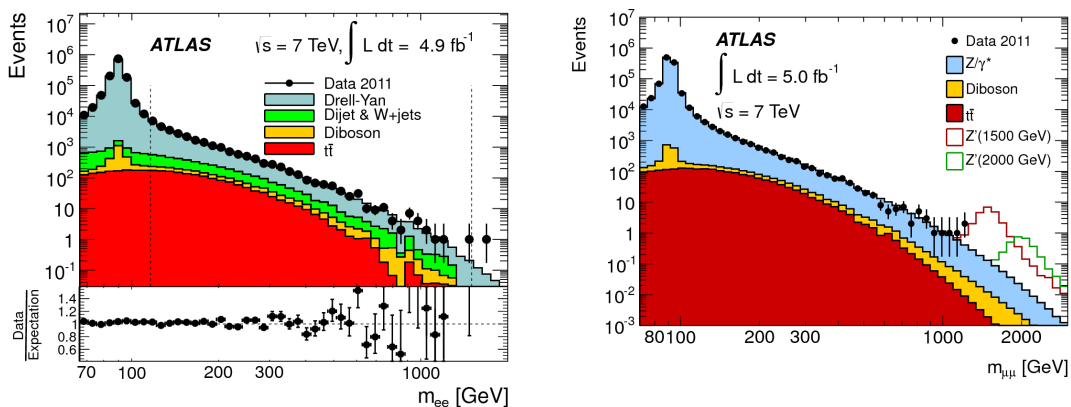 Events
10⁷
10⁶
10⁵
10⁴
10³
10²
10
1
10⁻¹
ATLAS
√s = 7 TeV, ∫ L dt = 4.9 fb⁻¹
Data 2011
Drell-Yan
Dijet & W+jets
Diboson
tt̄
Data
Expectation
1.4
1.2
1
0.8
0.6
70 100 200 300 1000
m_ee [GeV]
Events
10⁷
10⁶
10⁵
10⁴
10³
10²
10
1
10⁻¹
10⁻²
10⁻³
ATLAS
∫ L dt = 5.0 fb⁻¹
√s = 7 TeV
Data 2011
Z/γ*
Diboson
tt̄
Z'(1500 GeV)
Z'(2000 GeV)
80 100 200 300 1000 2000
m_μμ [GeV]